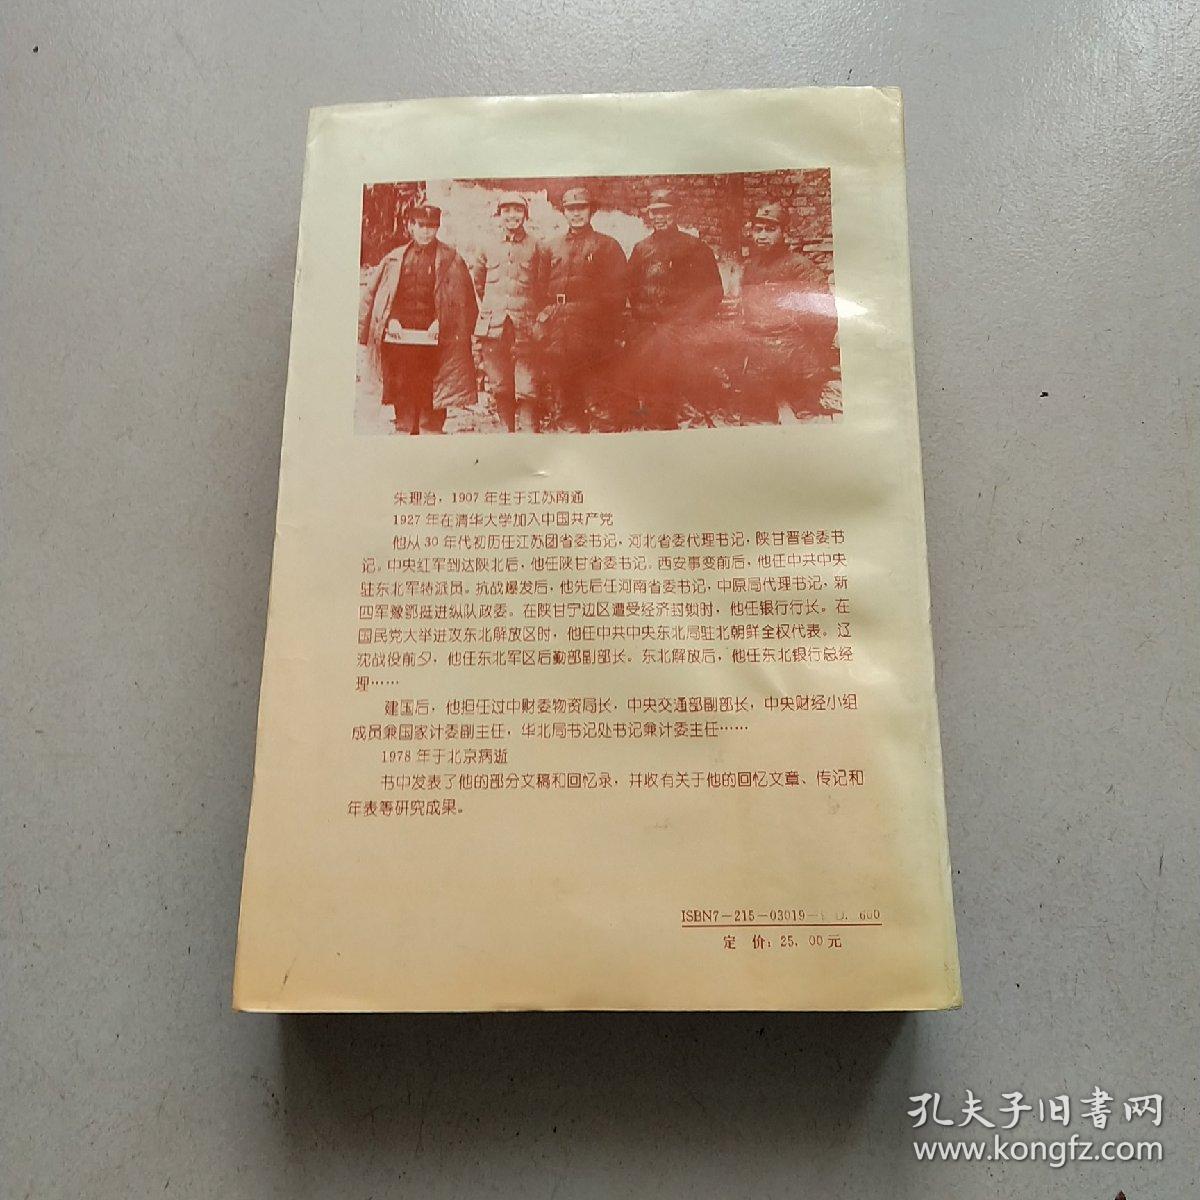 朱理治，1907年生于江苏南通
1927年在清华大学加入中国共产党
他从30年代初历任江苏团省委书记，河北省委代理书记，陕甘晋省委书
记。中央红军到达陕北后，他任陕甘省委书记。西安事变前后，他任中共中央
驻东北军特派员。抗战爆发后，他先后任河南省委书记，中原局代理书记，新
四军豫鄂挺进纵队政委。在陕甘宁边区遭受经济封锁时，他任银行行长。在
国民党大举进攻东北解放区时，他任中共中央东北局驻北朝鲜全权代表。辽
沈战役前夕，他任东北军区后勤部副部长。东北解放后，他任东北银行总经
理……
建国后，他担任过中财委物资局长，中央交通部副部长，中央财经小组
成员兼国家计委副主任，华北局书记处书记兼计委主任……
1978年于北京病逝
书中发表了他的部分文稿和回忆录，并收有关于他的回忆文章、传记和
年表等研究成果。
ISBN7-215-03019-
定 价：25.00元
孔夫子旧書网
www.kongfz.com